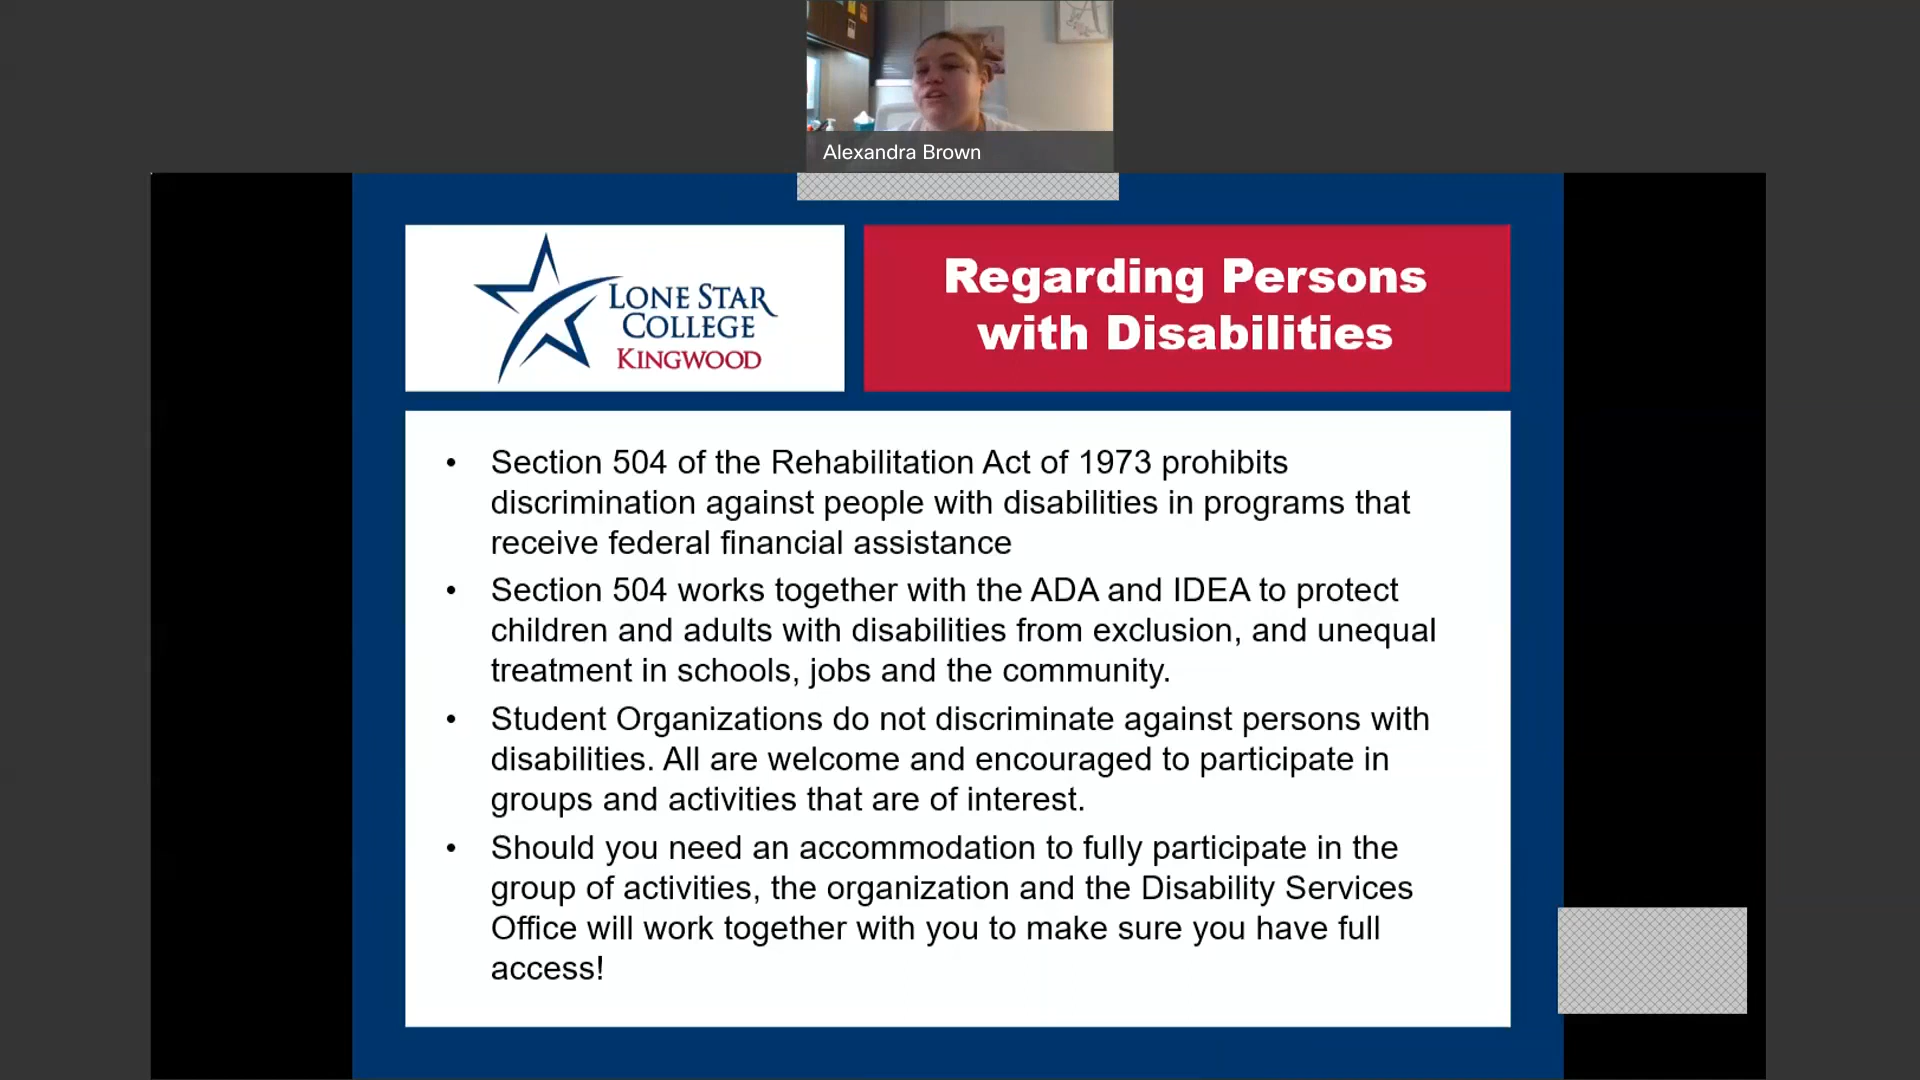 Alexandra Brown
LONE STAR
COLLEGE
KINGWOOD
Regarding Persons
with Disabilities
• Section 504 of the Rehabilitation Act of 1973 prohibits
discrimination against people with disabilities in programs that
receive federal financial assistance
• Section 504 works together with the ADA and IDEA to protect
children and adults with disabilities from exclusion, and unequal
treatment in schools, jobs and the community.
• Student Organizations do not discriminate against persons with
disabilities. All are welcome and encouraged to participate in
groups and activities that are of interest.
• Should you need an accommodation to fully participate in the
group of activities, the organization and the Disability Services
Office will work together with you to make sure you have full
access!